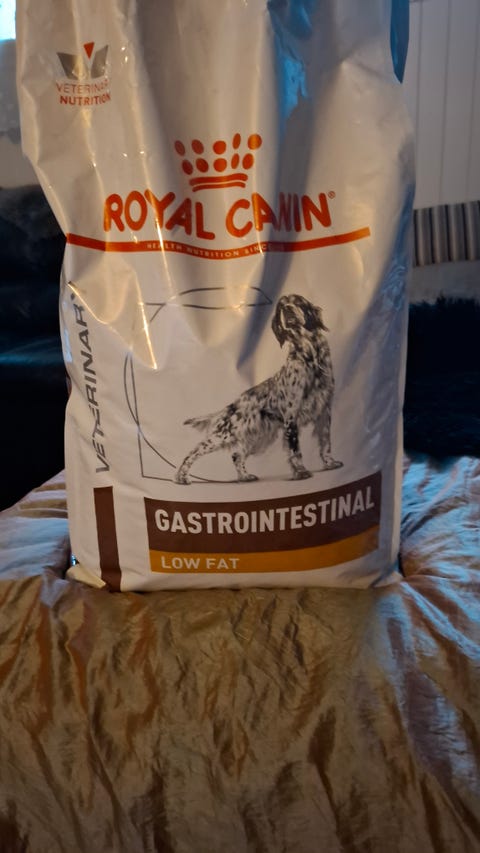 VETERINARY
NUTRITION
ROYAL CANIN®
HEALTH NUTRITION SINCE
VETERINARY
GASTROINTESTINAL
LOW FAT